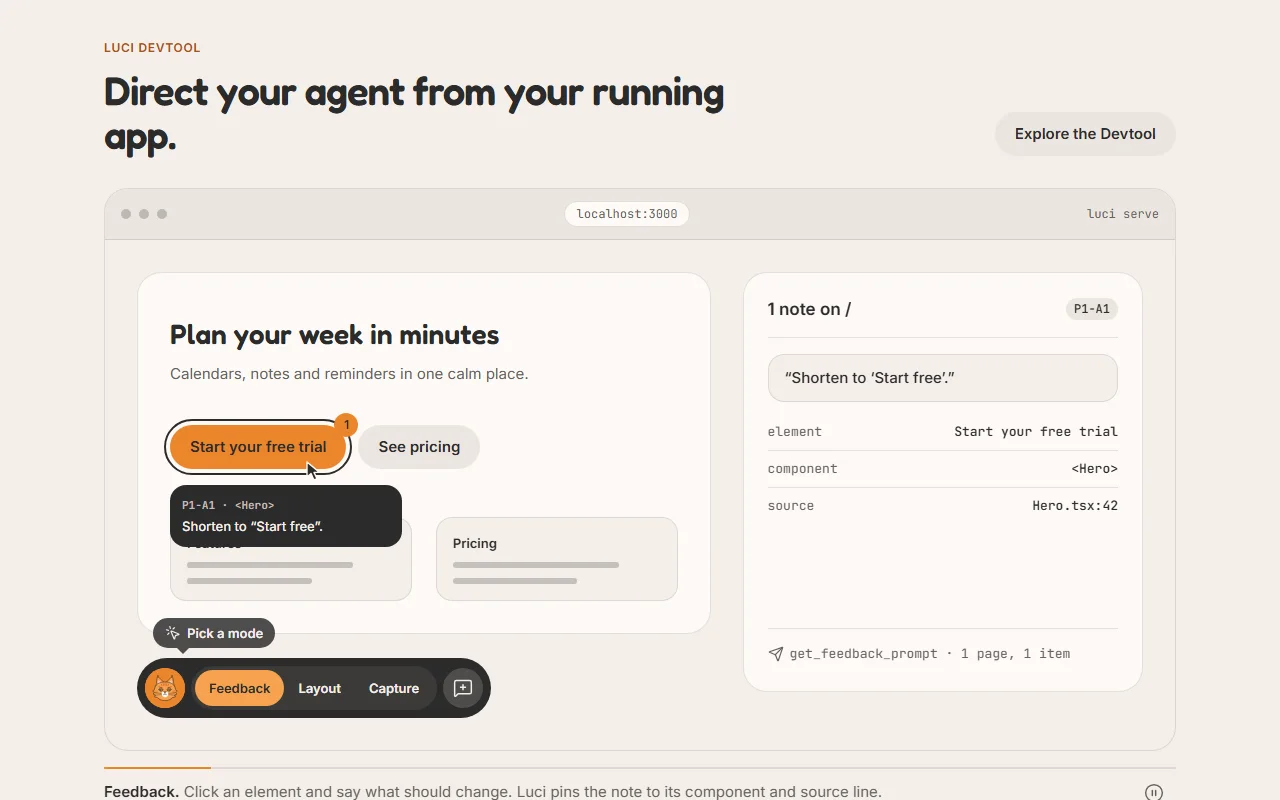 LUCI DEVTOOL
Direct your agent from your running
app.
Explore the Devtool
localhost:3000
luci serve
Plan your week in minutes
Calendars, notes and reminders in one calm place.
Start your free trial
1
See pricing
P1-A1 · <Hero>
Shorten to “Start free”.
Pricing
Pick a mode
Feedback
Layout
Capture
1 note on /
P1-A1
“Shorten to ‘Start free’.”
element
Start your free trial
component
<Hero>
source
Hero.tsx:42
get_feedback_prompt · 1 page, 1 item
Feedback. Click an element and say what should change. Luci pins the note to its component and source line.